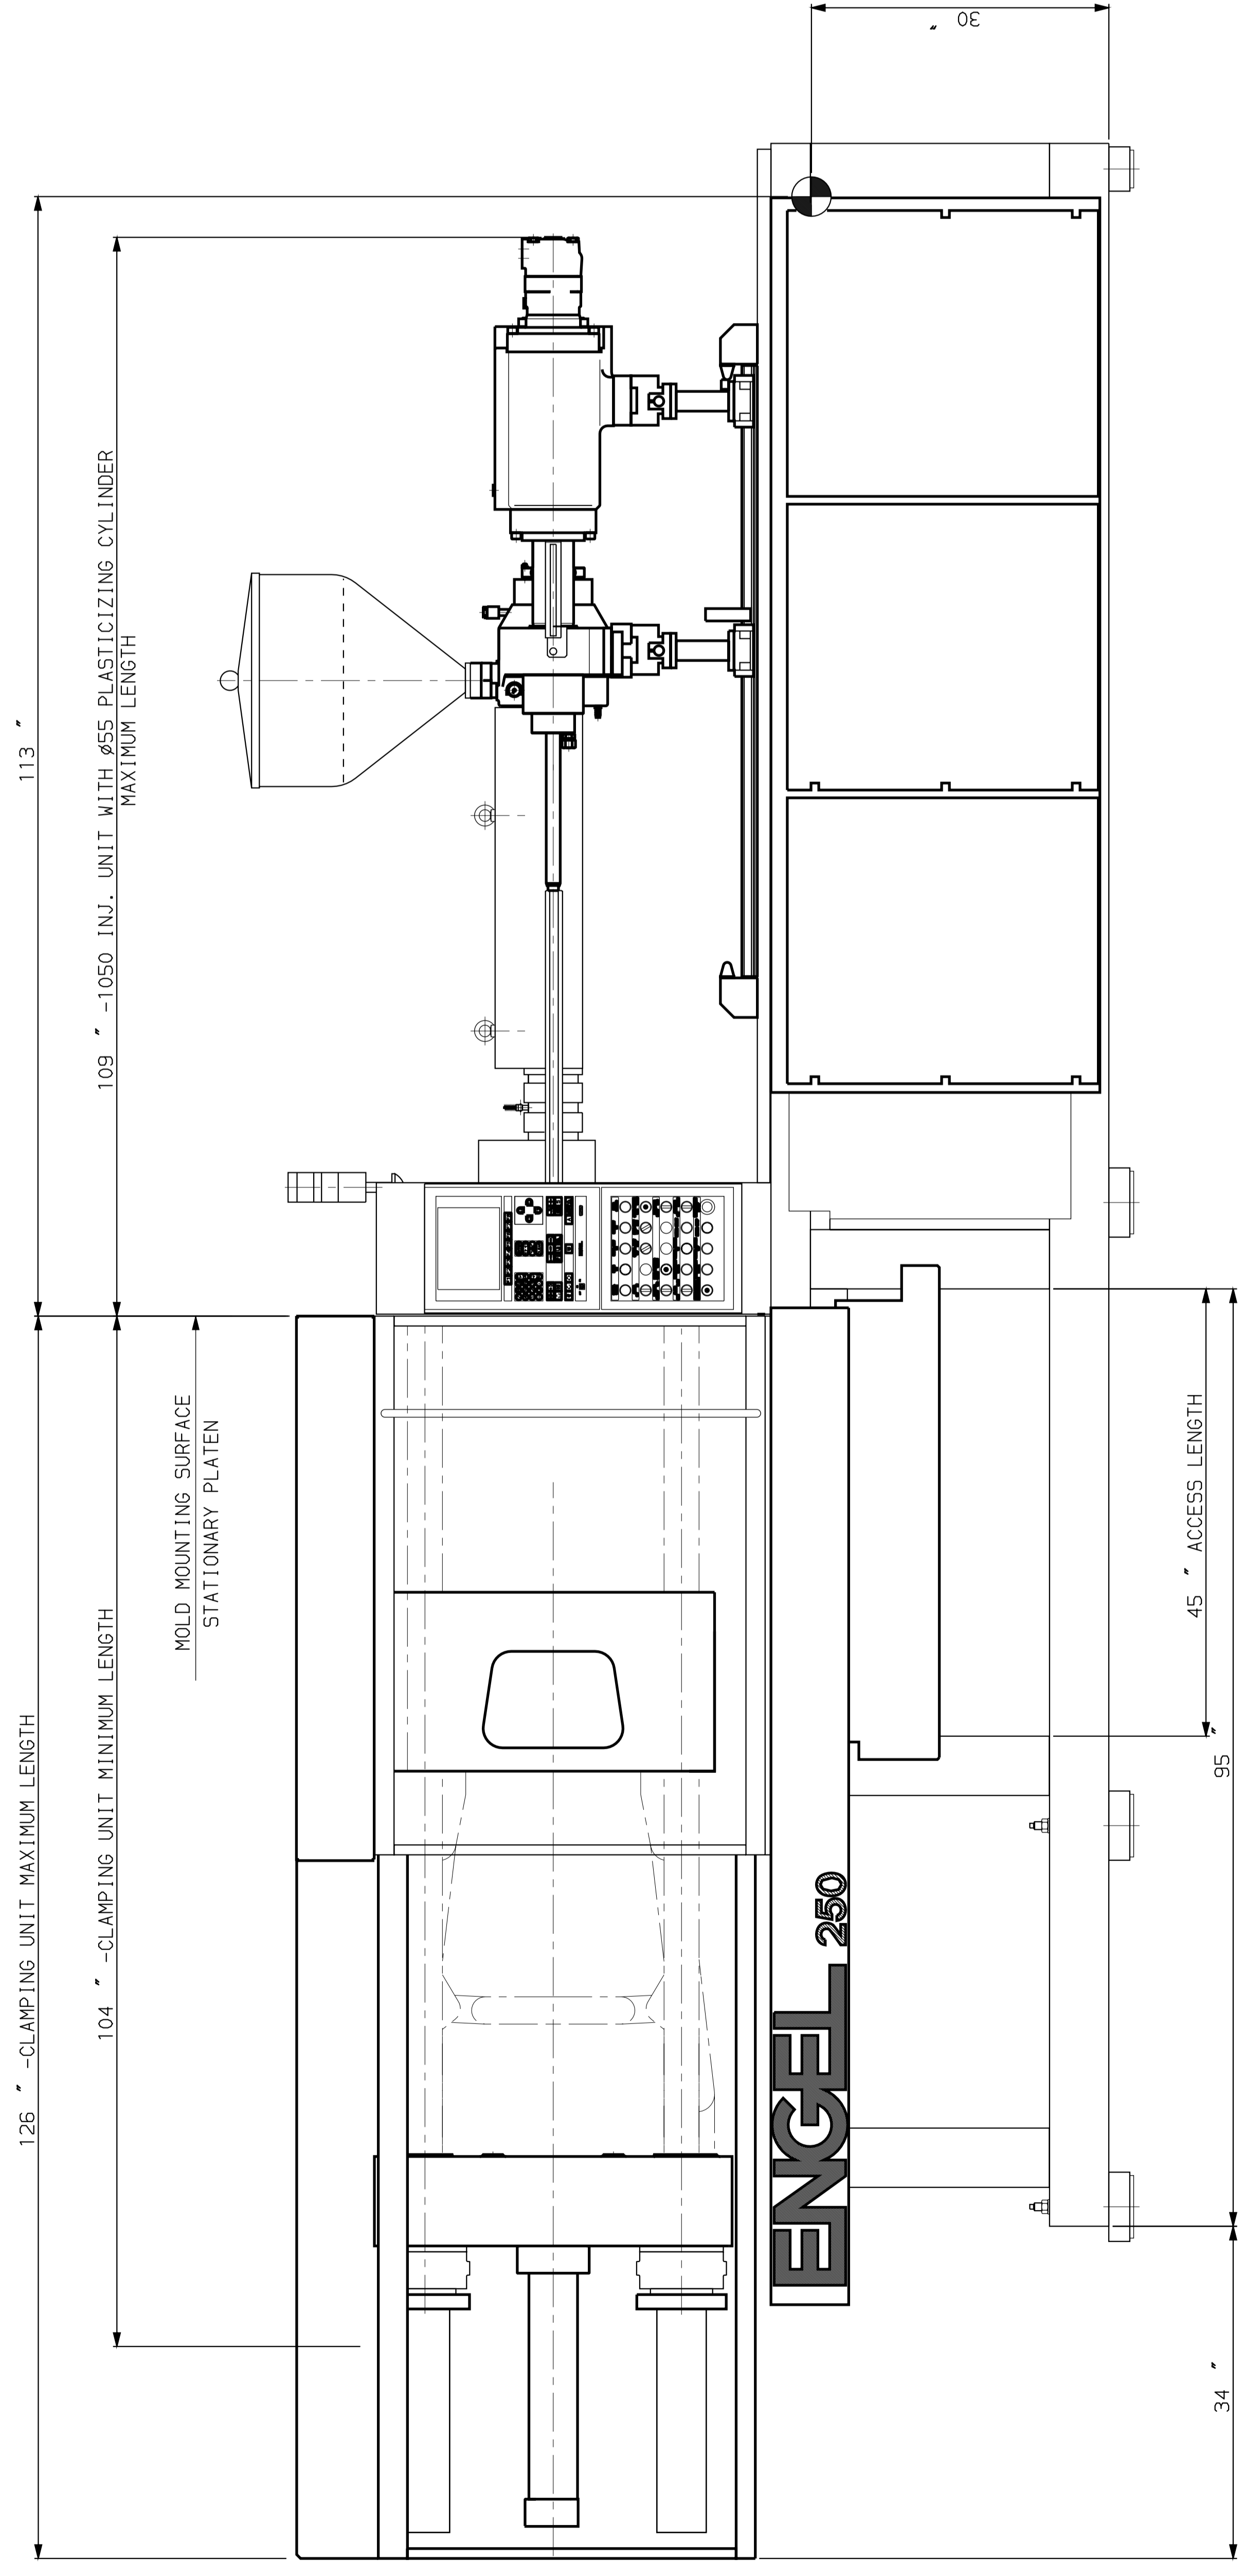 126 " -CLAMPING UNIT MAXIMUM LENGTH
113 "
104 " -CLAMPING UNIT MINIMUM LENGTH
109 " -1050 INJ. UNIT WITH ø55 PLASTICIZING CYLINDER
MAXIMUM LENGTH
MOLD MOUNTING SURFACE
STATIONARY PLATEN
ENGEL 250
45 " ACCESS LENGTH
34 "
95 "
30 "